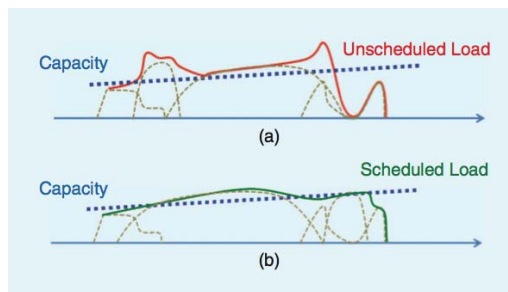 Unscheduled Load
Capacity
(a)
Scheduled Load
Capacity
(b)